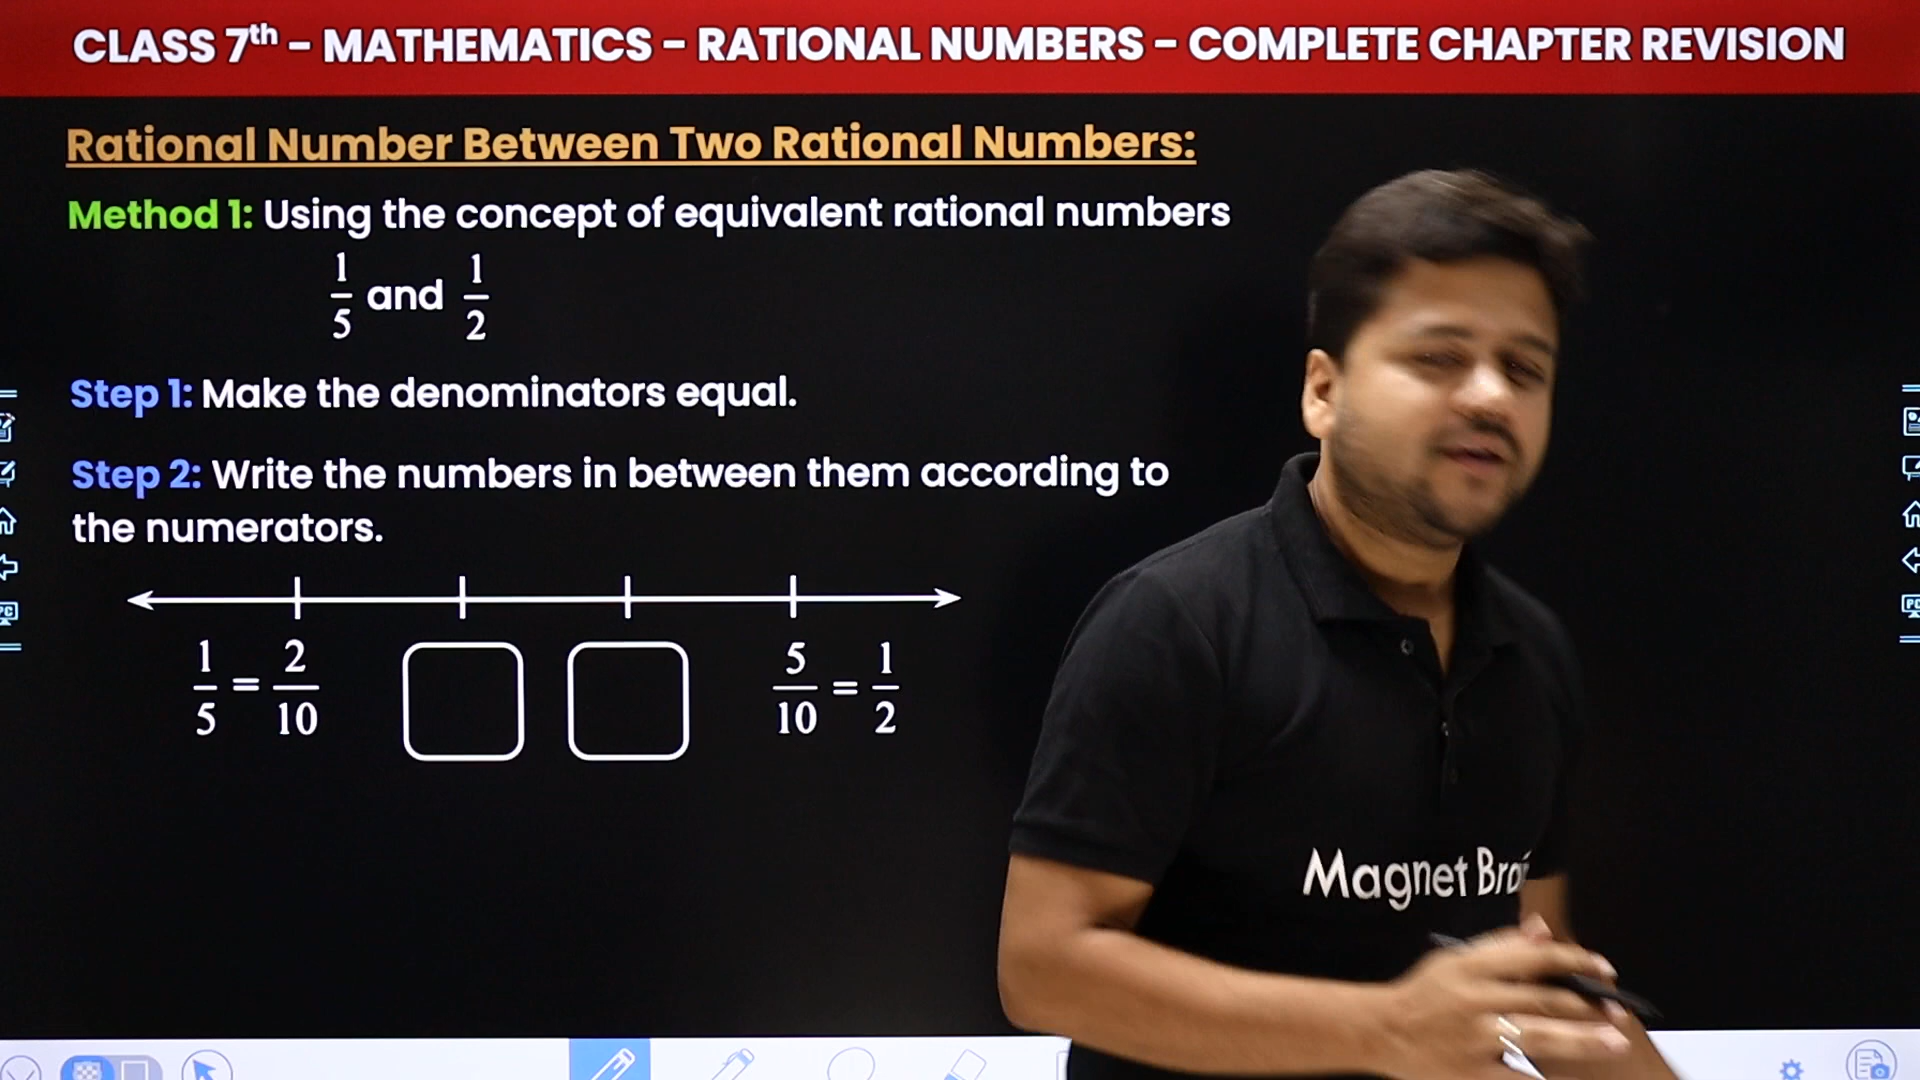 CLASS 7th - MATHEMATICS - RATIONAL NUMBERS - COMPLETE CHAPTER REVISION
Rational Number Between Two Rational Numbers:
Method 1: Using the concept of equivalent rational numbers
1/5 and 1/2
Step 1: Make the denominators equal.
Step 2: Write the numbers in between them according to
the numerators.
1/5 = 2/10 5/10 = 1/2
Magnet